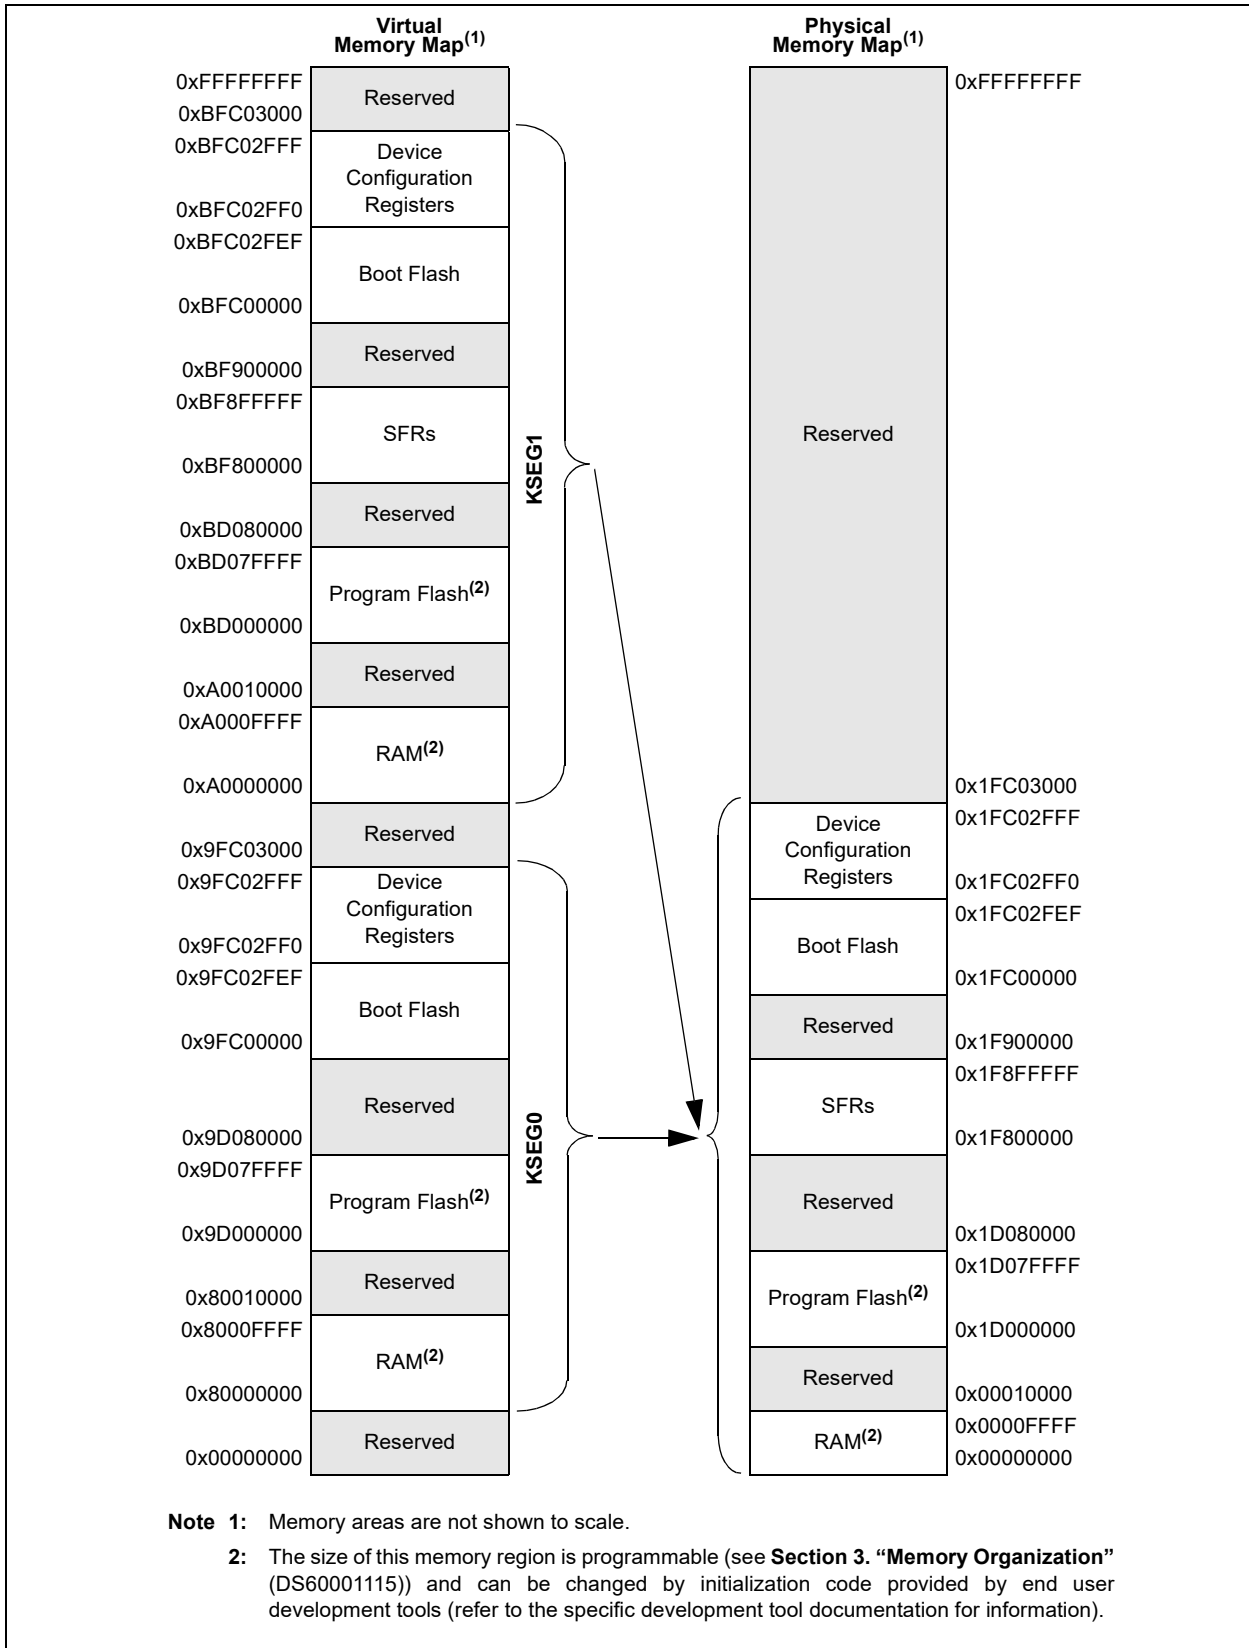 Virtual
Memory Map(1)
0xFFFFFFFF
Reserved
0xBFC03000
0xBFC02FFF
Device
Configuration
Registers
0xBFC02FF0
0xBFC02FEF
Boot Flash
0xBFC00000
Reserved
0xBF900000
0xBF8FFFFF
SFRs
0xBF800000
Reserved
0xBD080000
0xBD07FFFF
Program Flash(2)
0xBD000000
Reserved
0xA0010000
0xA000FFFF
RAM(2)
0xA0000000
KSEG1
Reserved
0x9FC03000
0x9FC02FFF
Device
Configuration
Registers
0x9FC02FF0
0x9FC02FEF
Boot Flash
0x9FC00000
Reserved
0x9D080000
0x9D07FFFF
Program Flash(2)
0x9D000000
Reserved
0x80010000
0x8000FFFF
RAM(2)
0x80000000
KSEG0
Reserved
0x00000000
Physical
Memory Map(1)
0xFFFFFFFF
Reserved
0x1FC03000
0x1FC02FFF
Device
Configuration
Registers
0x1FC02FF0
0x1FC02FEF
Boot Flash
0x1FC00000
Reserved
0x1F900000
0x1F8FFFFF
SFRs
0x1F800000
Reserved
0x1D080000
0x1D07FFFF
Program Flash(2)
0x1D000000
Reserved
0x00010000
0x0000FFFF
RAM(2)
0x00000000
Note 1: Memory areas are not shown to scale.
2: The size of this memory region is programmable (see Section 3. “Memory Organization”
(DS60001115)) and can be changed by initialization code provided by end user
development tools (refer to the specific development tool documentation for information).